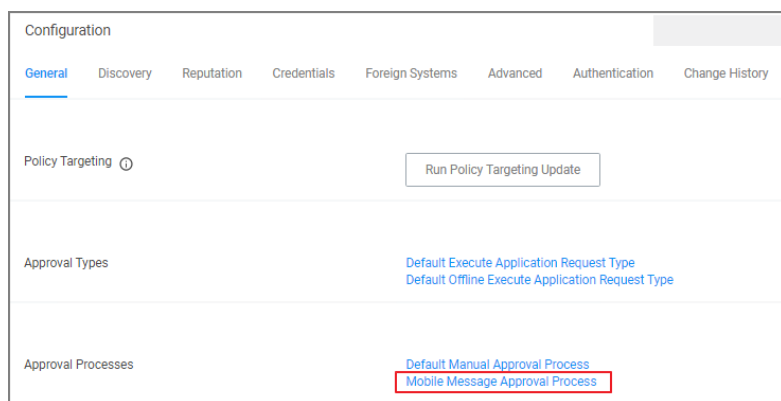 Configuration
General Discovery Reputation Credentials Foreign Systems Advanced Authentication Change History
Policy Targeting
Run Policy Targeting Update
Approval Types
Default Execute Application Request Type
Default Offline Execute Application Request Type
Approval Processes
Default Manual Approval Process
Mobile Message Approval Process